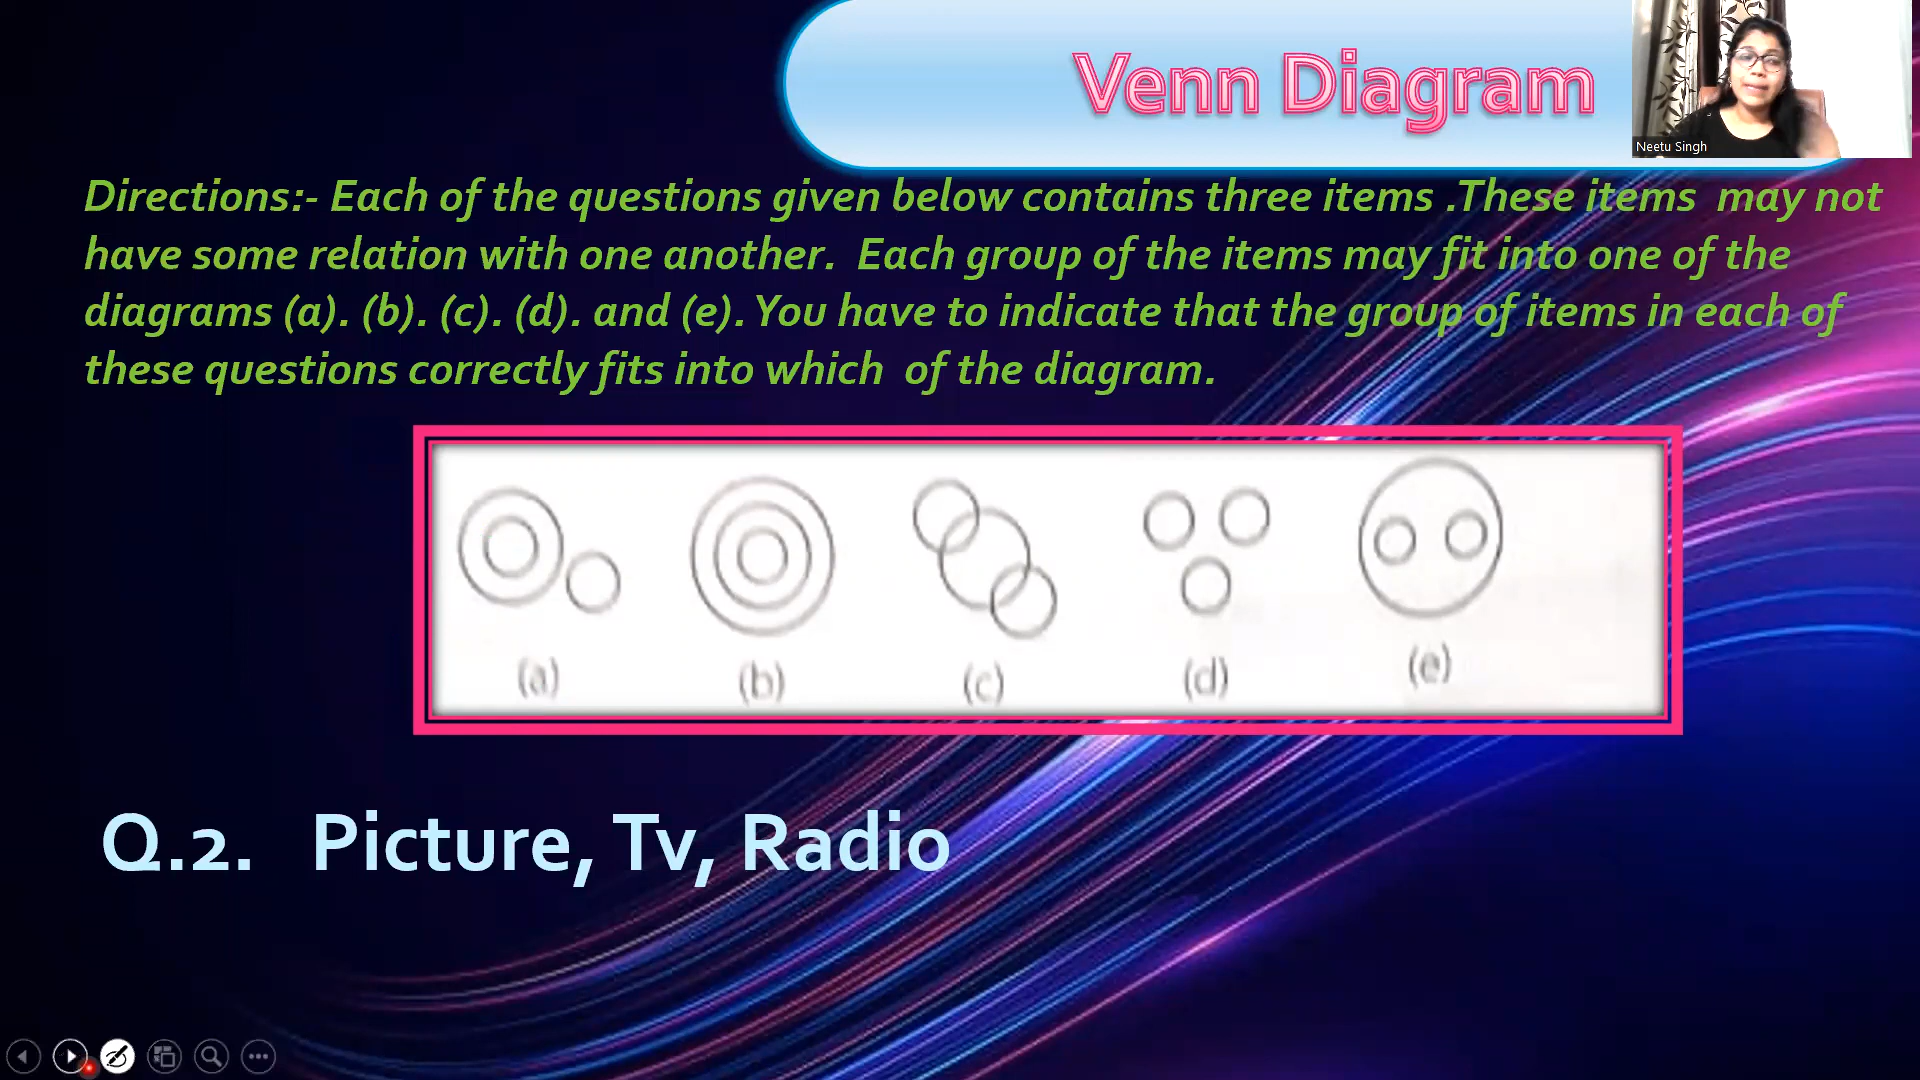 Venn Diagram
Neetu Singh
Directions:- Each of the questions given below contains three items .These items  may not
have some relation with one another.  Each group of the items may fit into one of the
diagrams (a). (b). (c). (d). and (e). You have to indicate that the group of items in each of
these questions correctly fits into which  of the diagram.
(a) (b) (c) (d) (e)
Q.2.   Picture, Tv, Radio